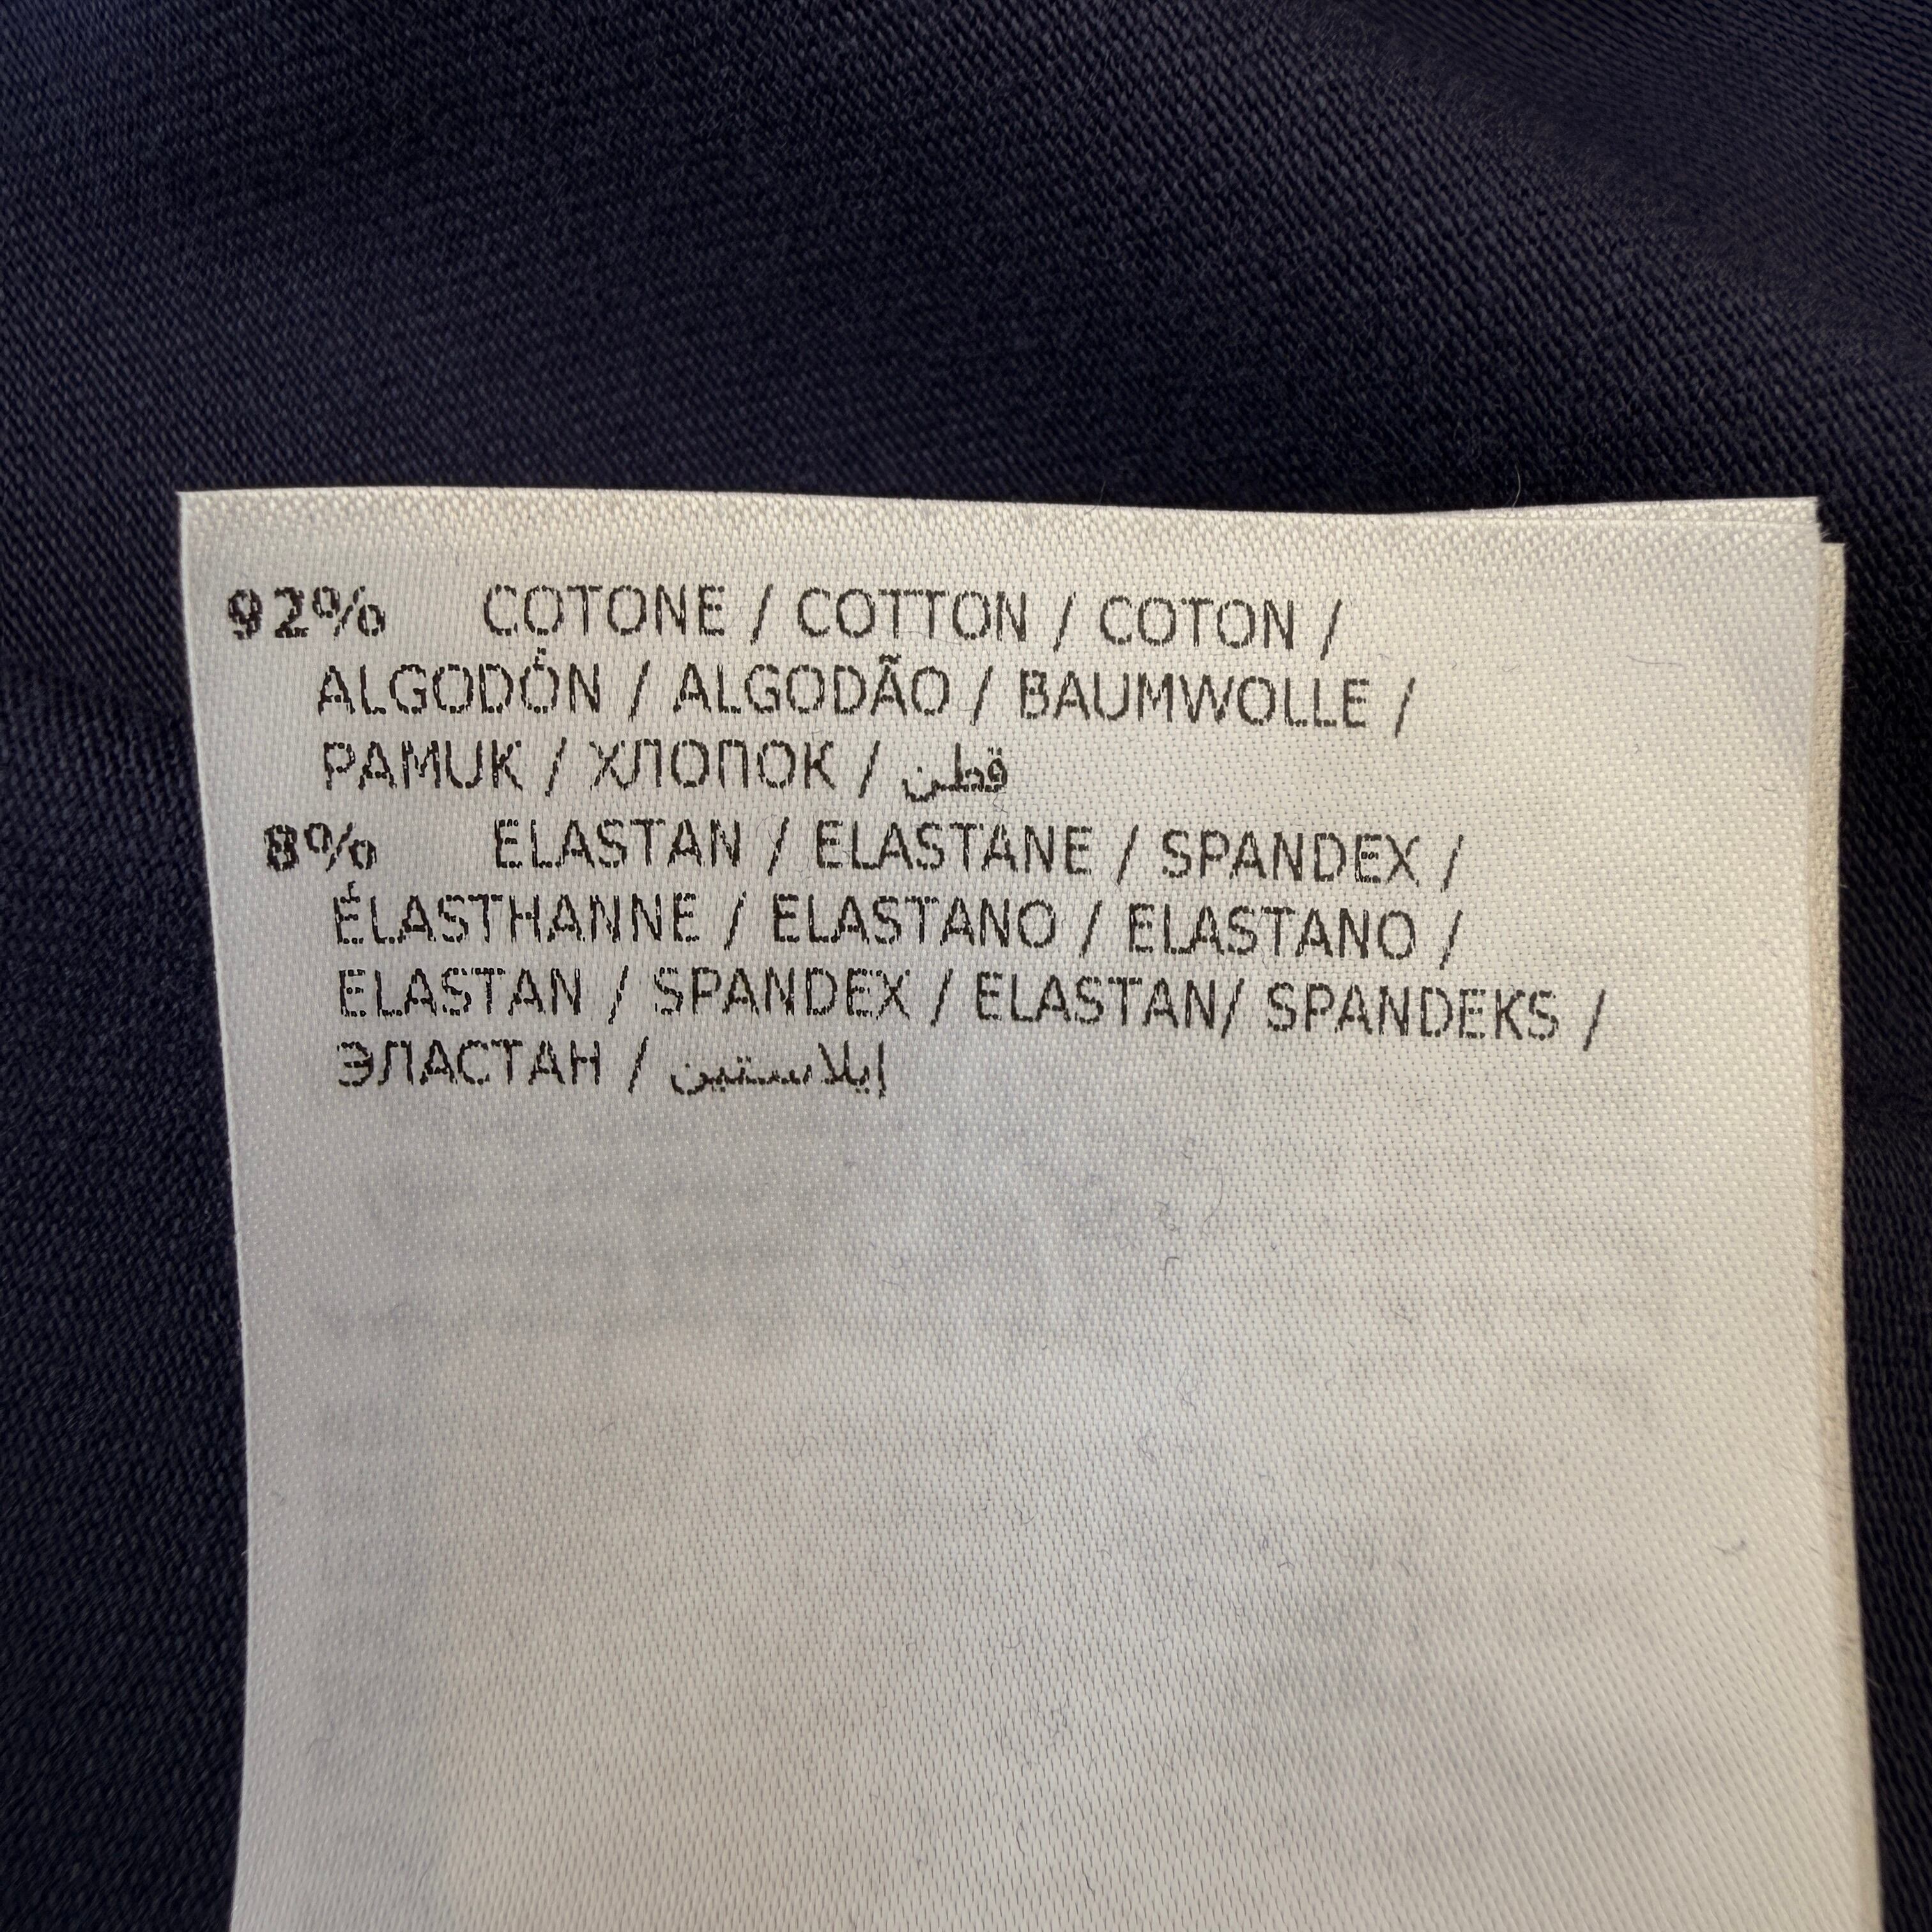 92% COTONE / COTTON / COTON /
ALGODÓN / ALGODÃO / BAUMWOLLE /
PAMUK / ХЛОПОК / قطن
8% ELASTAN / ELASTANE / SPANDEX /
ÉLASTHANNE / ELASTANO / ELASTANO /
ELASTAN / SPANDEX / ELASTAN/ SPANDEKS /
ЭЛАСТАН / إيلاستين